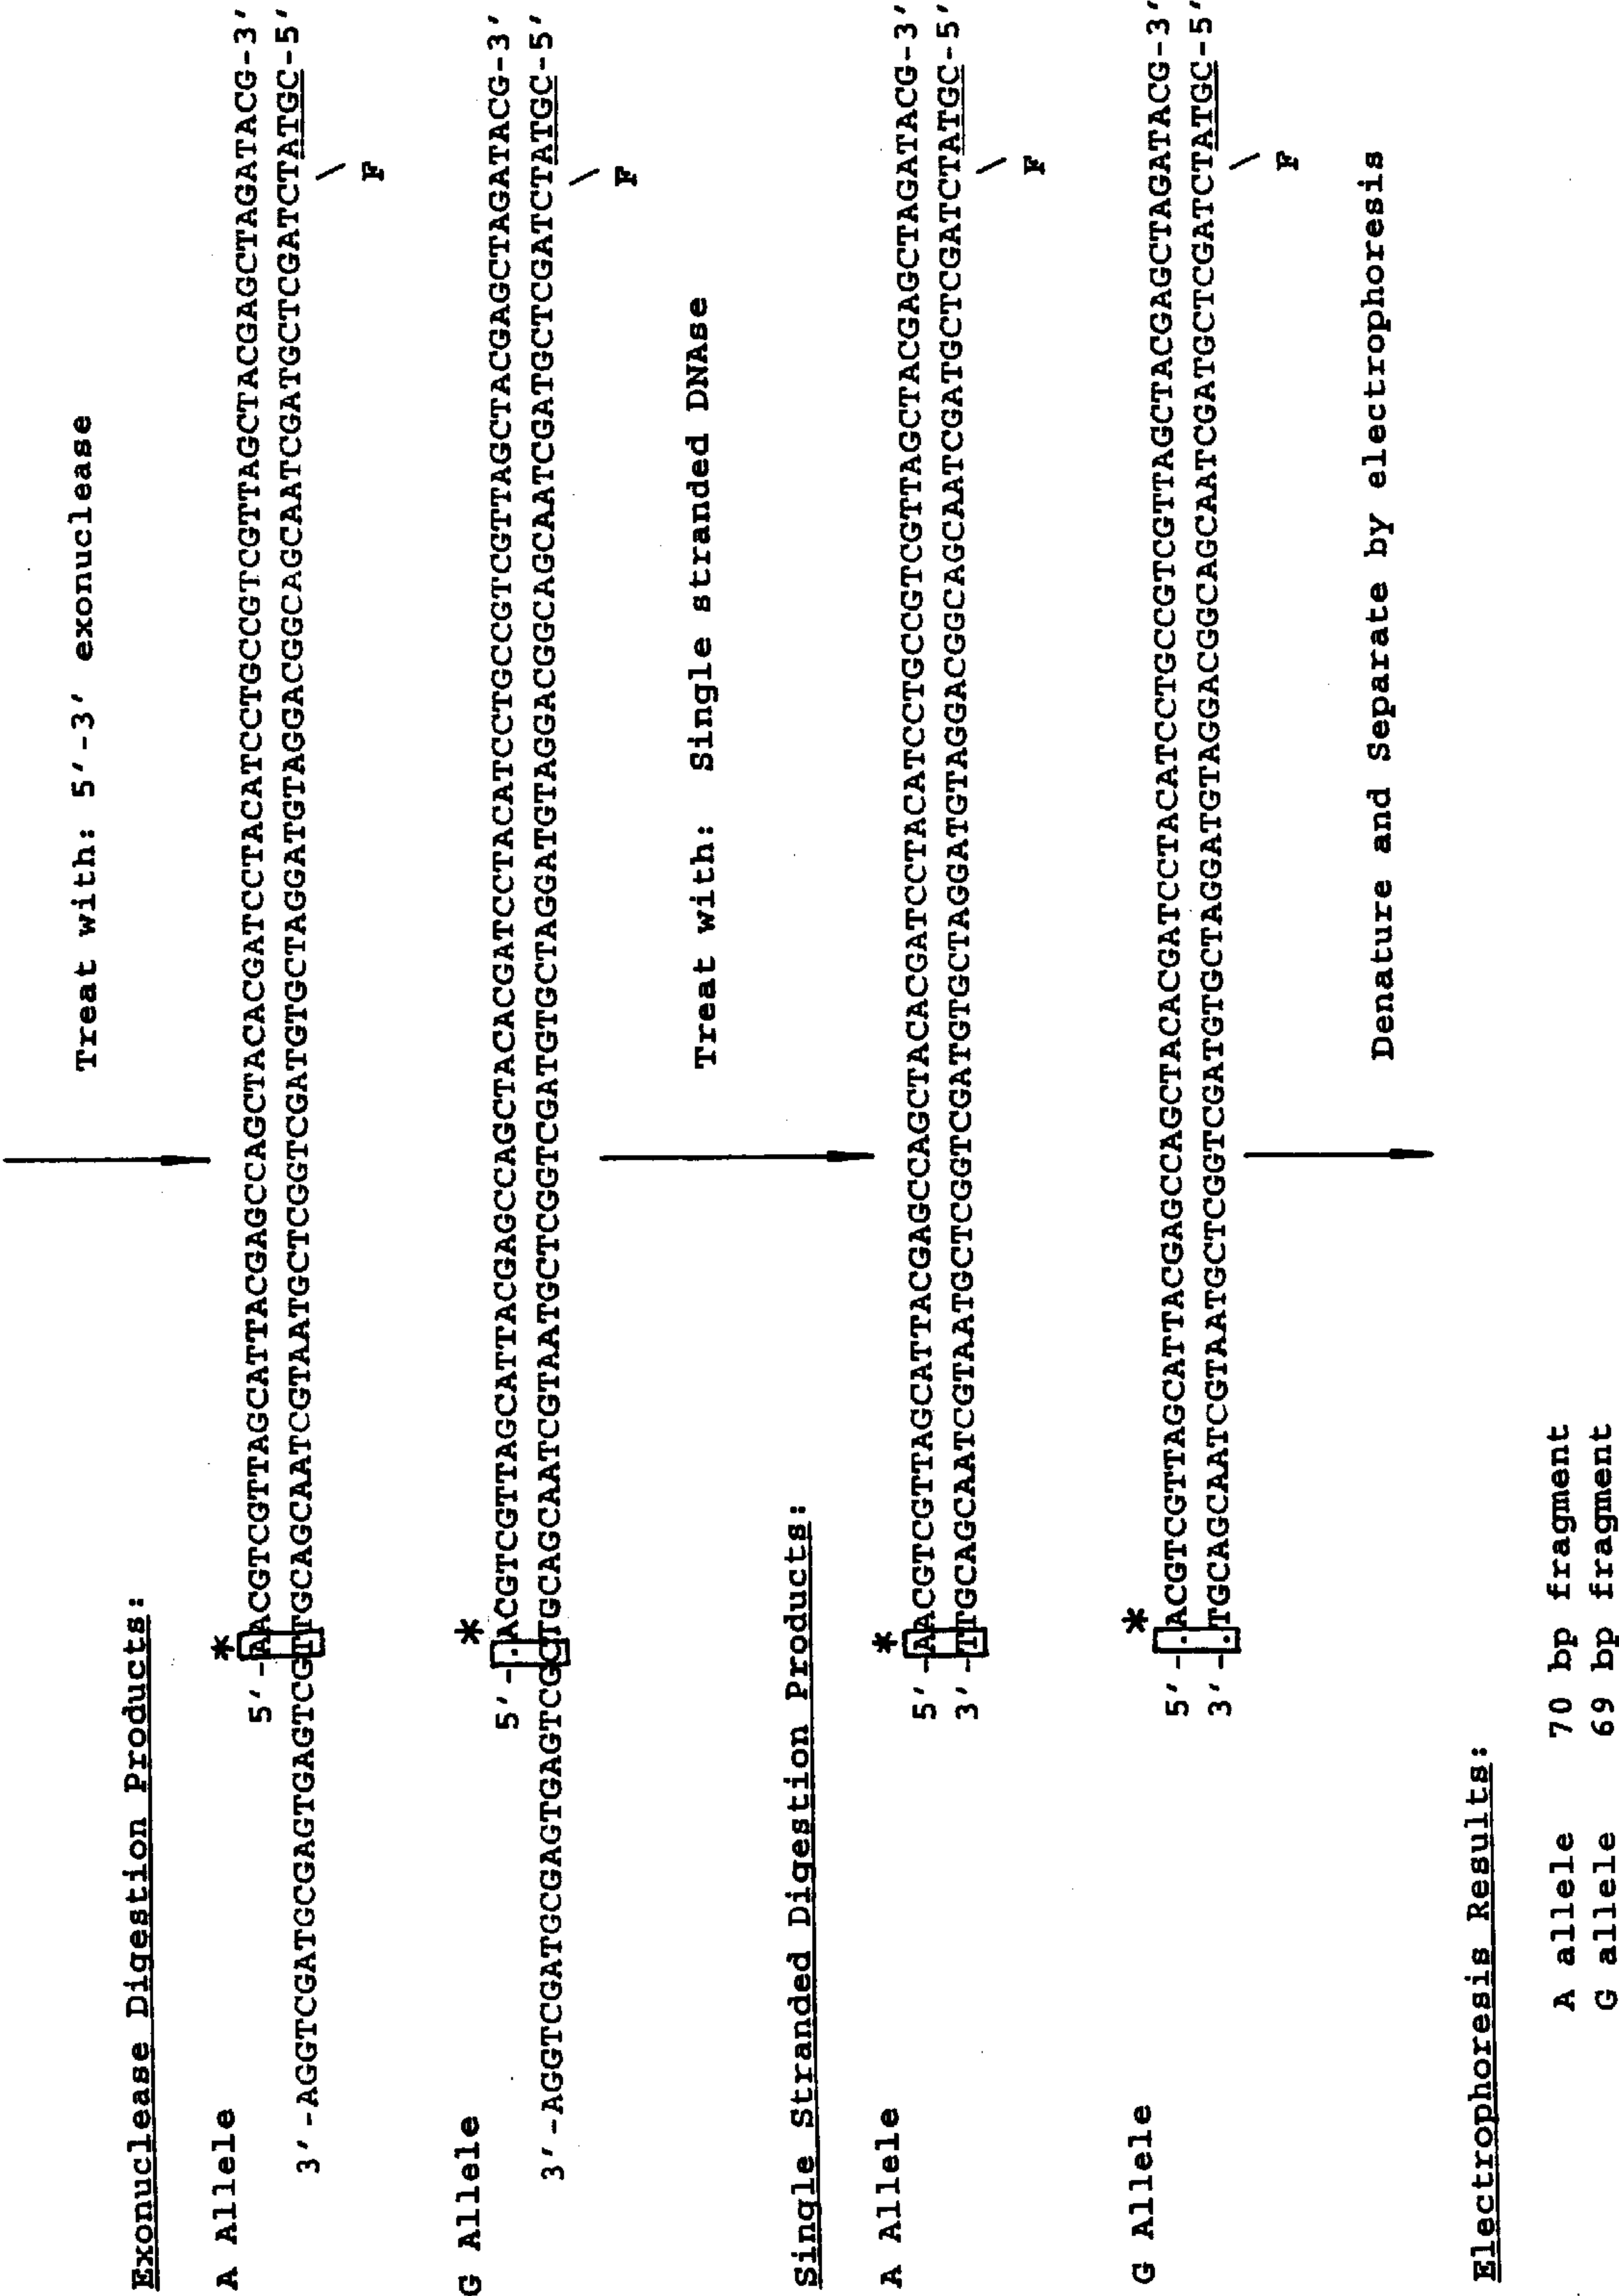 Treat with: 5'-3' exonuclease
Exonuclease Digestion Products:
A Allele
*
5'-AACGTCGTTAGCATTACGAGCCAGCTACACGATCCTACATCCTGCCGTCGTTAGCTACGAGCTAGATACG-3'
3'-AGGTCGATGCGAGTGAGTCGTTGCAGCAATCGTAATGCTCGGTCGATGTGCTAGGATGTAGGACGGCAGCAATCGATGCTCGATCTATGC-5'
F
G Allele
*
5'-.ACGTCGTTAGCATTACGAGCCAGCTACACGATCCTACATCCTGCCGTCGTTAGCTACGAGCTAGATACG-3'
3'-AGGTCGATGCGAGTGAGTCGCTGCAGCAATCGTAATGCTCGGTCGATGTGCTAGGATGTAGGACGGCAGCAATCGATGCTCGATCTATGC-5'
F
Treat with: Single stranded DNAse
Single Stranded Digestion Products:
A Allele
*
5'-AACGTCGTTAGCATTACGAGCCAGCTACACGATCCTACATCCTGCCGTCGTTAGCTACGAGCTAGATACG-3'
3'-TTGCAGCAATCGTAATGCTCGGTCGATGTGCTAGGATGTAGGACGGCAGCAATCGATGCTCGATCTATGC-5'
F
G Allele
*
5'-.ACGTCGTTAGCATTACGAGCCAGCTACACGATCCTACATCCTGCCGTCGTTAGCTACGAGCTAGATACG-3'
3'-.TGCAGCAATCGTAATGCTCGGTCGATGTGCTAGGATGTAGGACGGCAGCAATCGATGCTCGATCTATGC-5'
F
Denature and Separate by electrophoresis
Electrophoresis Results:
A allele 70 bp fragment
G allele 69 bp fragment